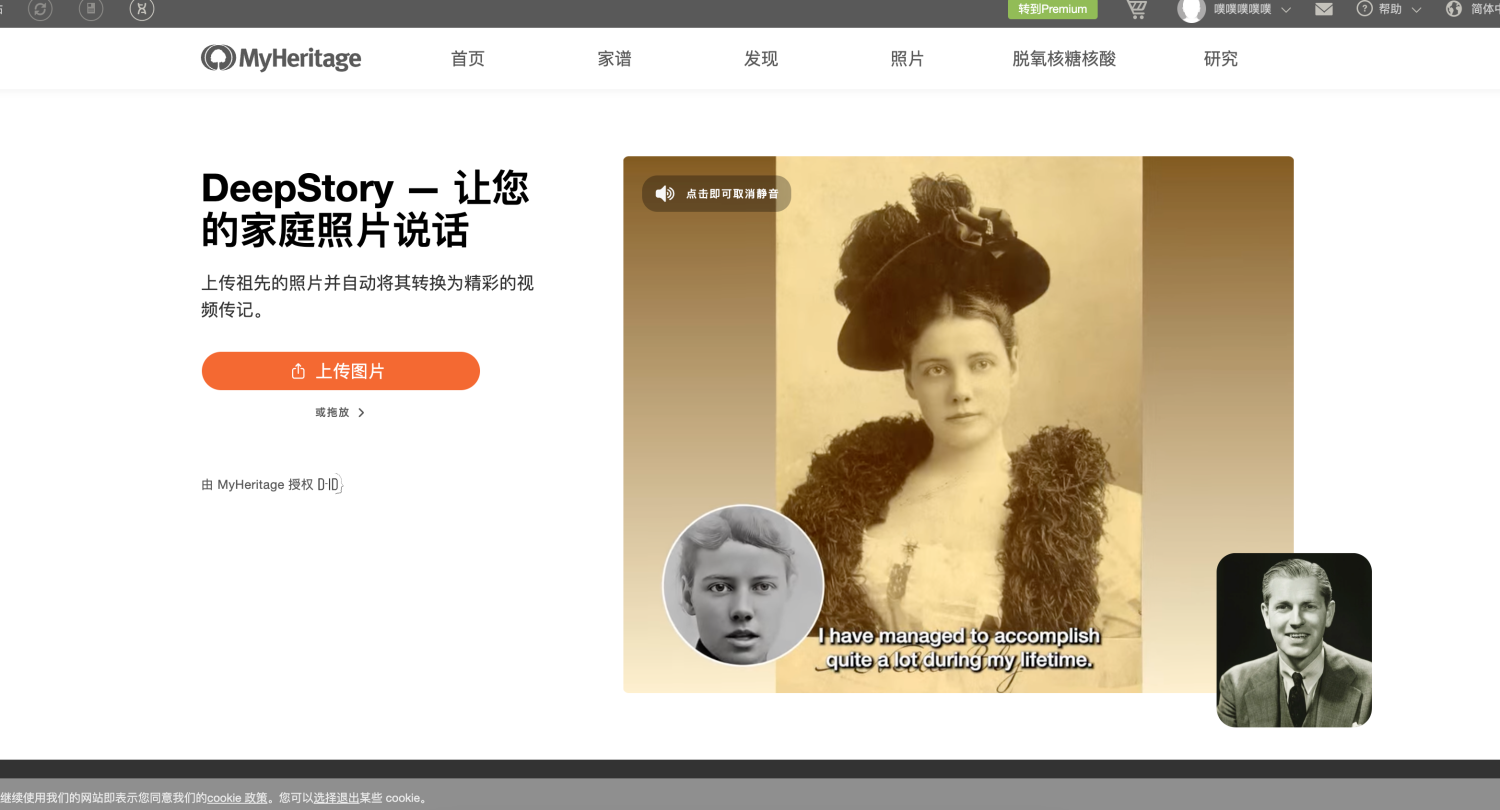 转到Premium
噗噗噗噗噗
帮助
简体中
MyHeritage
首页
家谱
发现
照片
脱氧核糖核酸
研究
DeepStory — 让您
的家庭照片说话
上传祖先的照片并自动将其转换为精彩的视
频传记。
上传图片
或拖放
由 MyHeritage 授权 D-ID
点击即可取消静音
I have managed to accomplish
quite a lot during my lifetime.
继续使用我们的网站即表示您同意我们的cookie 政策。您可以选择退出某些 cookie。